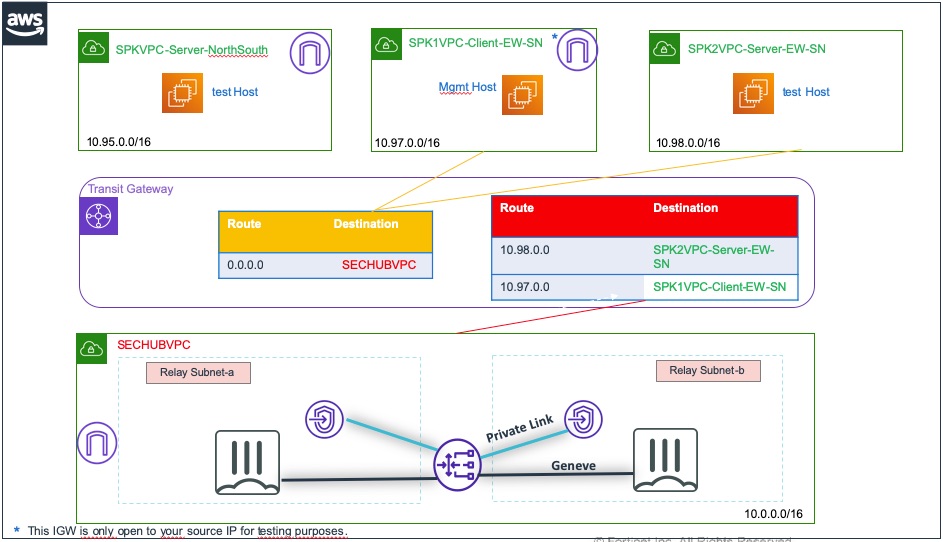 aws
SPKVPC-Server-NorthSouth
test Host
10.95.0.0/16
SPK1VPC-Client-EW-SN *
Mgmt Host
10.97.0.0/16
SPK2VPC-Server-EW-SN
test Host
10.98.0.0/16
Transit Gateway
Route Destination
0.0.0.0 SECHUBVPC
Route Destination
10.98.0.0 SPK2VPC-Server-EW-
SN
10.97.0.0 SPK1VPC-Client-EW-SN
SECHUBVPC
Relay Subnet-a
Relay Subnet-b
Private Link
Geneve
10.0.0.0/16
* This IGW is only open to your source IP for testing purposes.
© Fortinet Inc. All Rights Reserved.